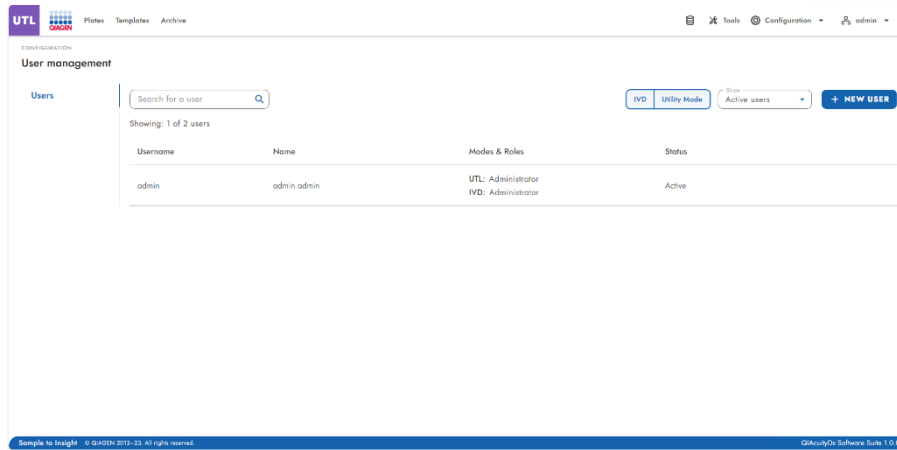 UTL QIAGEN Plates Templates Archive Tools Configuration admin
CONFIGURATION
User management
Users
Search for a user
IVD Utility Mode
Show
Active users
+ NEW USER
Showing: 1 of 2 users
Username Name Modes & Roles Status
admin admin admin UTL: Administrator Active
IVD: Administrator
Sample to Insight © QIAGEN 2013–23. All rights reserved. QIAcuityDx Software Suite 1.0.